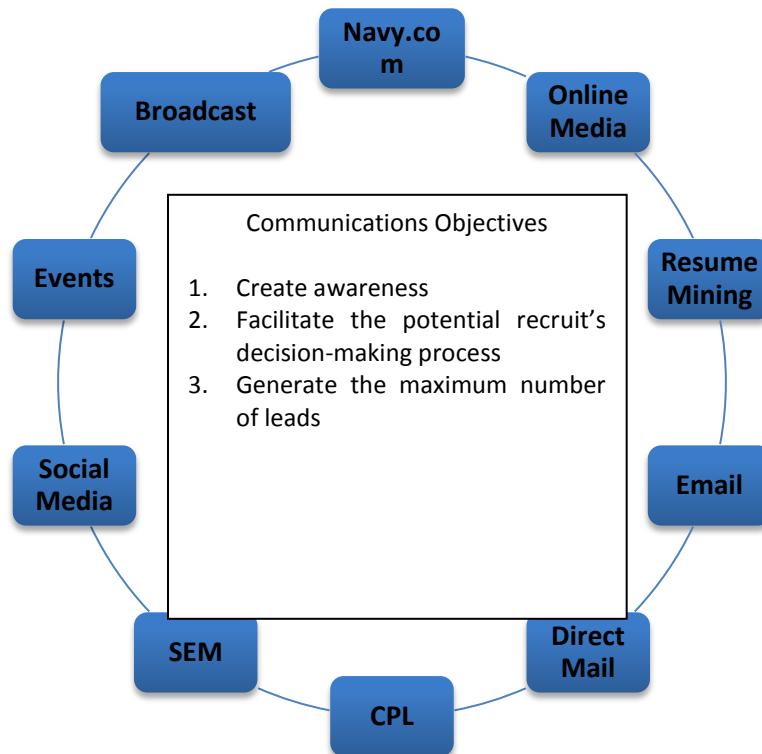 Navy.co
m
Online
Media
Resume
Mining
Email
Direct
Mail
CPL
SEM
Social
Media
Events
Broadcast
Communications Objectives
1. Create awareness
2. Facilitate the potential recruit’s
decision-making process
3. Generate the maximum number
of leads